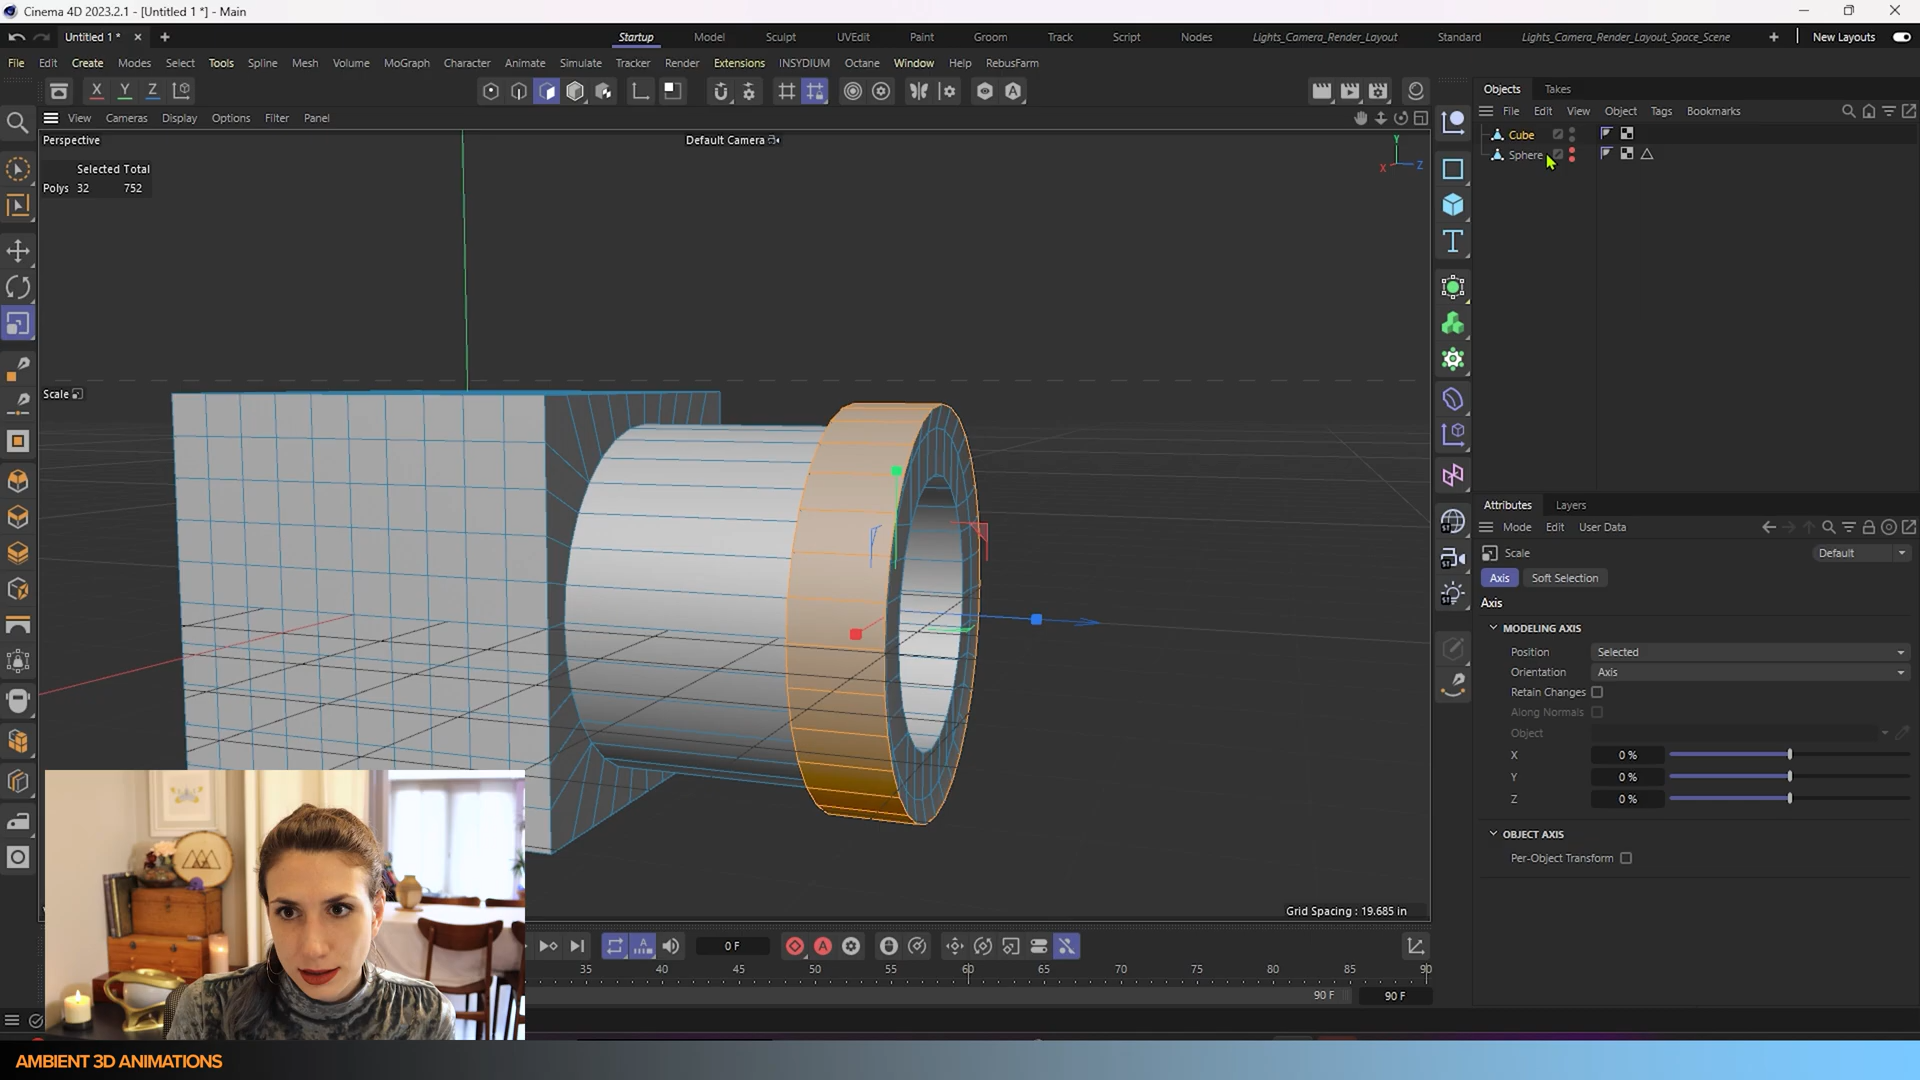 Cinema 4D 2023.2.1 - [Untitled 1 *] - Main
Untitled 1 *
Startup Model Sculpt UVEdit Paint Groom Track Script Nodes Lights_Camera_Render_Layout Standard Lights_Camera_Render_Layout_Space_Scene New Layouts
File Edit Create Modes Select Tools Spline Mesh Volume MoGraph Character Animate Simulate Tracker Render Extensions INSYDIUM Octane Window Help RebusFarm
X Y Z
Objects Takes
File Edit View Object Tags Bookmarks
View Cameras Display Options Filter Panel
Perspective
Default Camera
Y
X
Z
Cube
Sphere
Selected Total
Polys 32 752
Scale
Attributes Layers
Mode Edit User Data
Scale
Default
Axis Soft Selection
Axis
MODELING AXIS
Position Selected
Orientation Axis
Retain Changes
Along Normals
Object
X 0 %
Y 0 %
Z 0 %
OBJECT AXIS
Per-Object Transform
Grid Spacing : 19.685 in
0 F
35 40 45 50 55 60 65 70 75 80 85 90
90 F
90 F
AMBIENT 3D ANIMATIONS